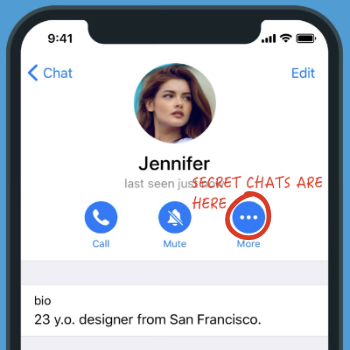 9:41
Chat
Edit
Jennifer
last seen just now
SECRET CHATS ARE
HERE
Call
Mute
More
bio
23 y.o. designer from San Francisco.